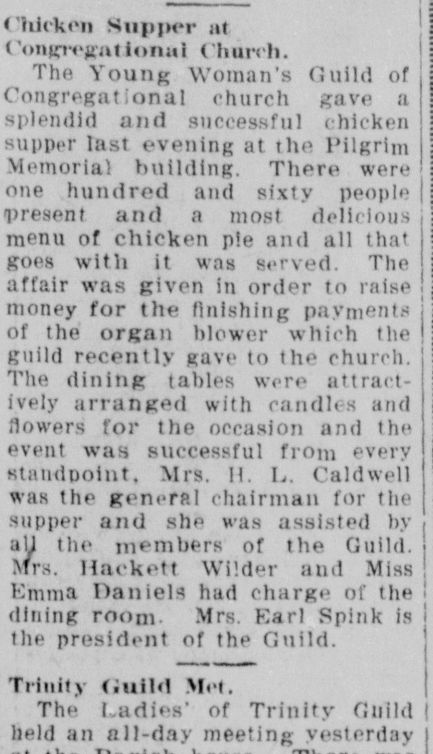 Chicken Supper at
Congregational Church.
The Young Woman's Guild of
Congregational church gave a
splendid and successful chicken
supper last evening at the Pilgrim
Memorial building. There were
one hundred and sixty people
present and a most delicious
menu of chicken pie and all that
goes with it was served. The
affair was given in order to raise
money for the finishing payments
of the organ blower which the
guild recently gave to the church.
The dining tables were attract-
ively arranged with candles and
flowers for the occasion and the
event was successful from every
standpoint, Mrs. H. L. Caldwell
was the general chairman for the
supper and she was assisted by
all the members of the Guild.
Mrs. Hackett Wilder and Miss
Emma Daniels had charge of the
dining room. Mrs. Earl Spink is
the president of the Guild.
Trinity Guild Met.
The Ladies' of Trinity Guild
held an all-day meeting yesterday